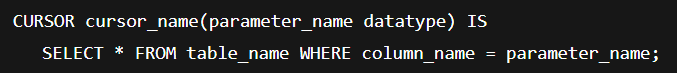 CURSOR cursor_name(parameter_name datatype) IS
SELECT * FROM table_name WHERE column_name = parameter_name;